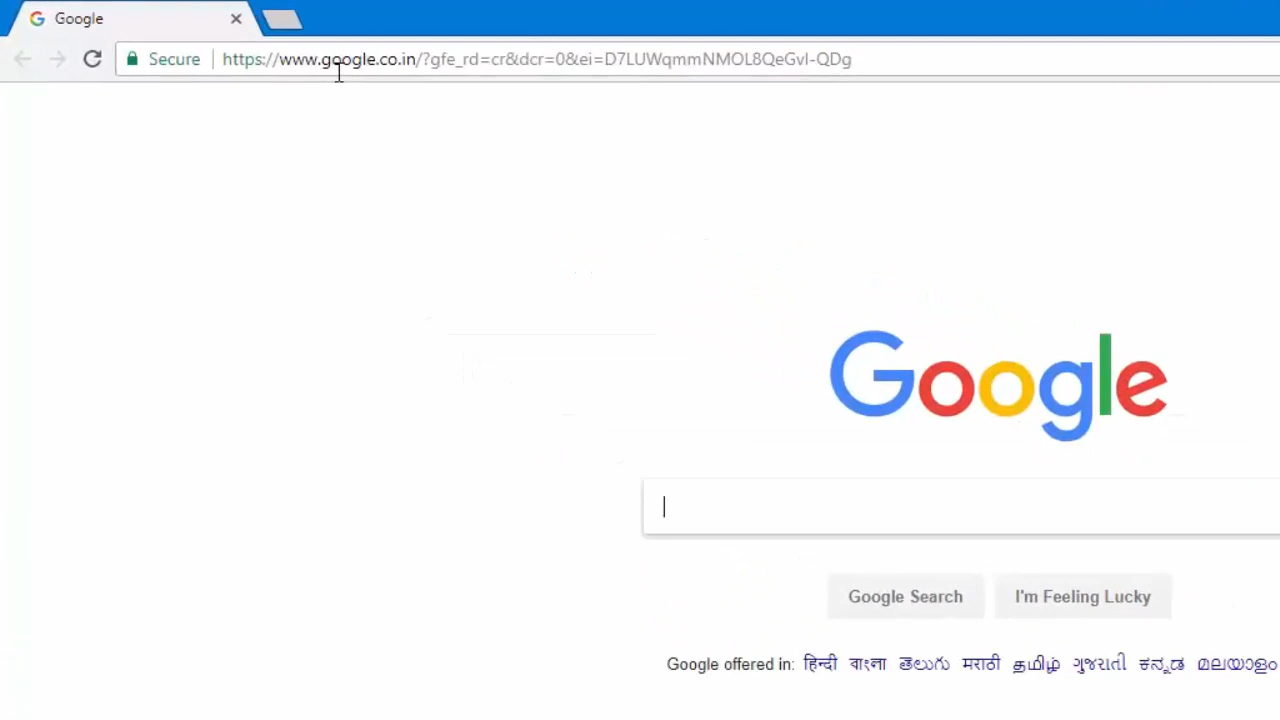 Google
Secure
https://www.google.co.in/?gfe_rd=cr&dcr=0&ei=D7LUWqmmNMOL8QeGvI-QDg
Google
Google Search
I'm Feeling Lucky
Google offered in: हिन्दी বাংলা తెలుగు मराठी தமிழ் ગુજરાતી ಕನ್ನಡ മലയാളം